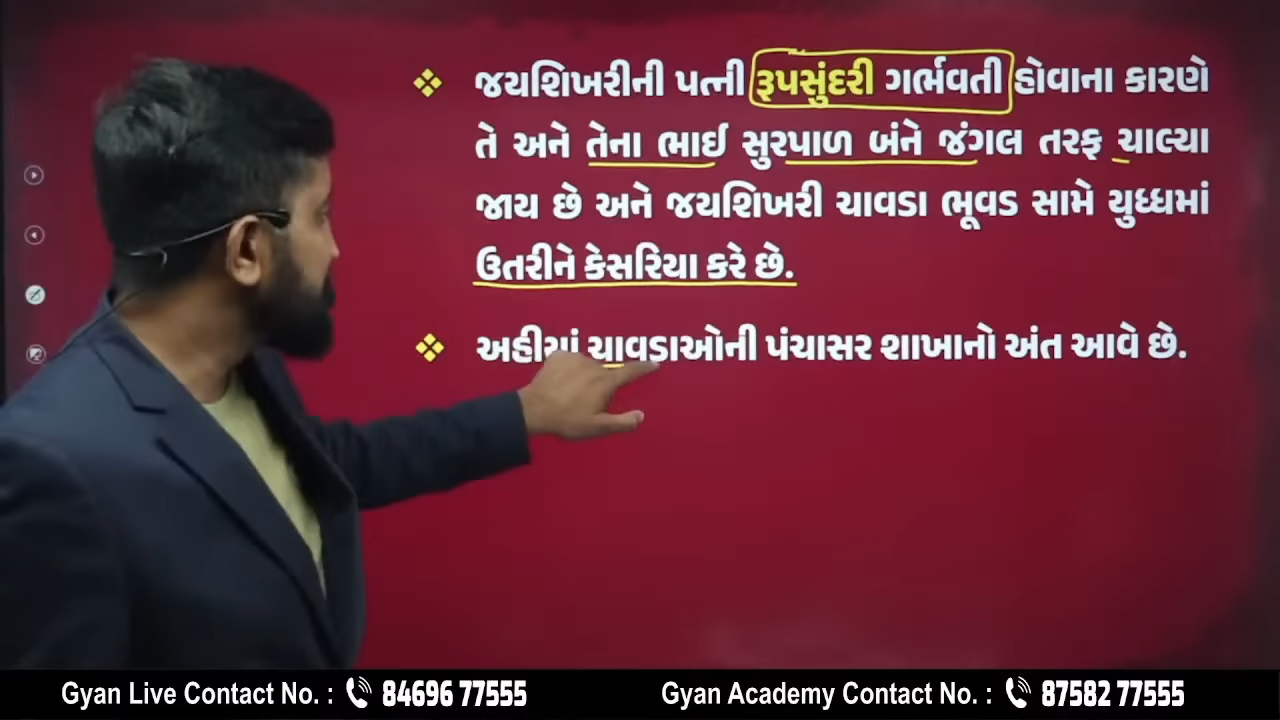 જયશિખરીની પત્ની રૂપસુંદરી ગર્ભવતી હોવાના કારણે
તે અને તેના ભાઈ સુરપાળ બંને જંગલ તરફ ચાલ્યા
જાય છે અને જયશિખરી ચાવડા ભૂવડ સામે યુધ્ધમાં
ઉતરીને કેસરિયા કરે છે.
અહીયાં ચાવડાઓની પંચાસર શાખાનો અંત આવે છે.
Gyan Live Contact No. : 84696 77555
Gyan Academy Contact No. : 87582 77555